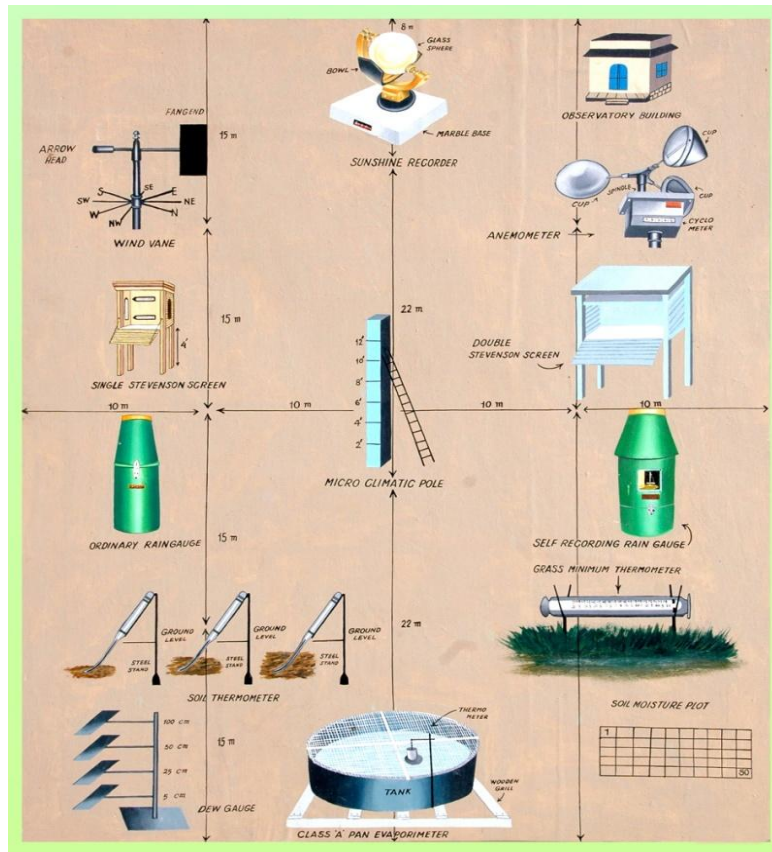 8 m
GLASS
SPHERE
BOWL
MARBLE BASE
SUNSHINE RECORDER
OBSERVATORY BUILDING
FANGEND
15 m
ARROW
HEAD
S
SE
E
SW
NE
W
NW
N
WIND VANE
CUP
CUP
SPINDLE
CUP
CYCLO
METER
ANEMOMETER
15 m
4'
SINGLE STEVENSON SCREEN
22 m
12'
10'
8'
6'
4'
2'
MICRO CLIMATIC POLE
DOUBLE
STEVENSON SCREEN
10 m
10 m
10 m
10 m
ORDINARY RAINGAUGE
15 m
SELF RECORDING RAIN GAUGE
GRASS MINIMUM THERMOMETER
GROUND
LEVEL
STEEL
STAND
GROUND
LEVEL
STEEL
STAND
GROUND
LEVEL
STEEL
STAND
SOIL THERMOMETER
22 m
100 cm
50 cm
25 cm
5 cm
DEW GAUGE
15 m
THERMO
METER
TANK
WOODEN
GRILL
CLASS 'A' PAN EVAPORIMETER
SOIL MOISTURE PLOT
1
50